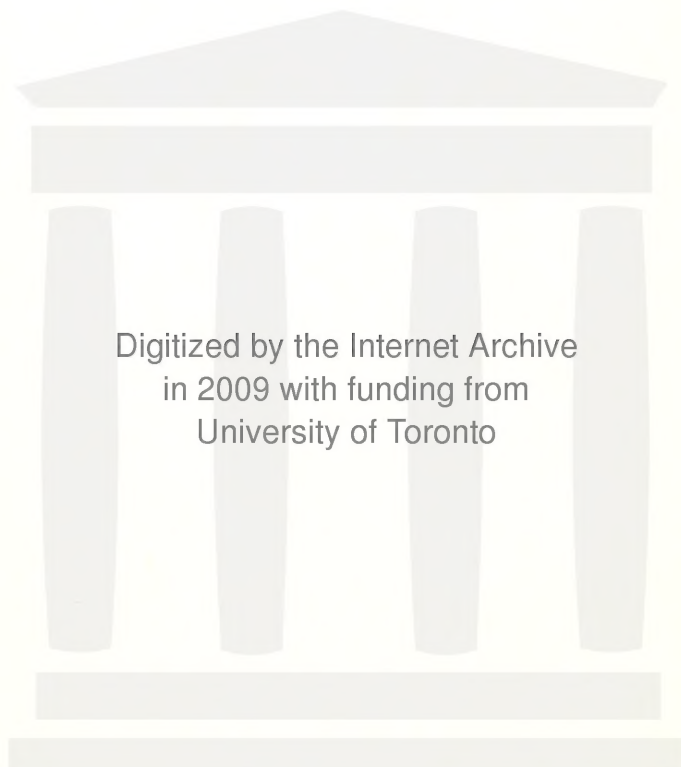 Digitized by the Internet Archive
in 2009 with funding from
University of Toronto